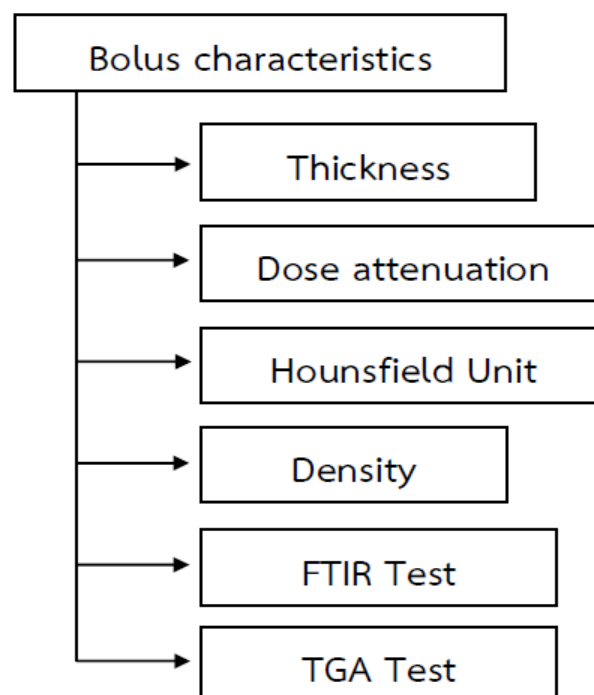 Bolus characteristics
Thickness
Dose attenuation
Hounsfield Unit
Density
FTIR Test
TGA Test